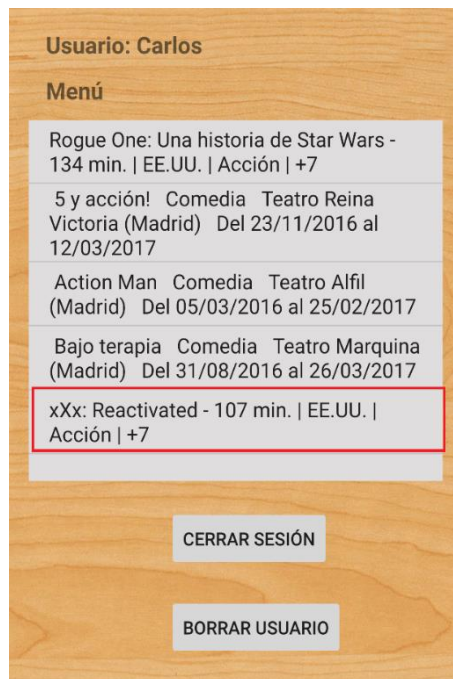 Usuario: Carlos
Menú
Rogue One: Una historia de Star Wars -
134 min. | EE.UU. | Acción | +7
5 y acción!   Comedia   Teatro Reina
Victoria (Madrid)   Del 23/11/2016 al
12/03/2017
Action Man   Comedia   Teatro Alfil
(Madrid)   Del 05/03/2016 al 25/02/2017
Bajo terapia   Comedia   Teatro Marquina
(Madrid)   Del 31/08/2016 al 26/03/2017
xXx: Reactivated - 107 min. | EE.UU. |
Acción | +7
CERRAR SESIÓN
BORRAR USUARIO